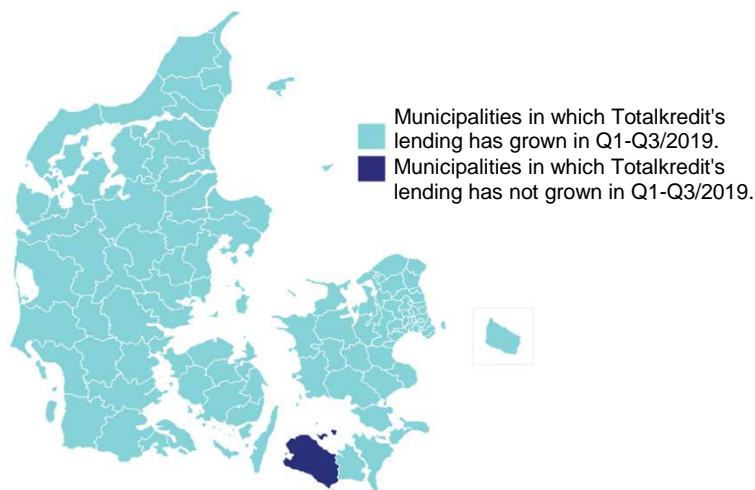 Municipalities in which Totalkredit's
lending has grown in Q1-Q3/2019.
Municipalities in which Totalkredit's
lending has not grown in Q1-Q3/2019.